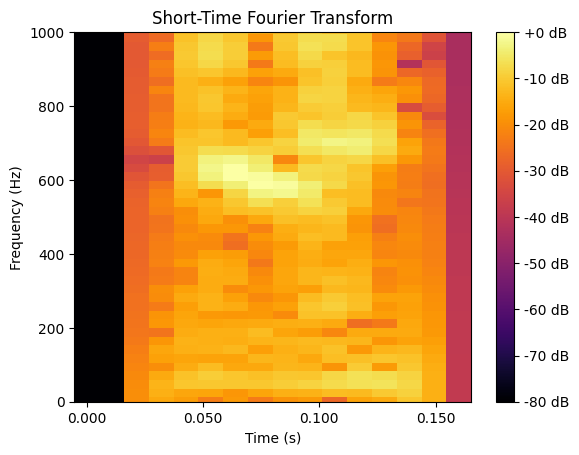 Short-Time Fourier Transform
Frequency (Hz)
1000
800
600
400
200
0
0.000
0.050
0.100
0.150
Time (s)
+0 dB
-10 dB
-20 dB
-30 dB
-40 dB
-50 dB
-60 dB
-70 dB
-80 dB